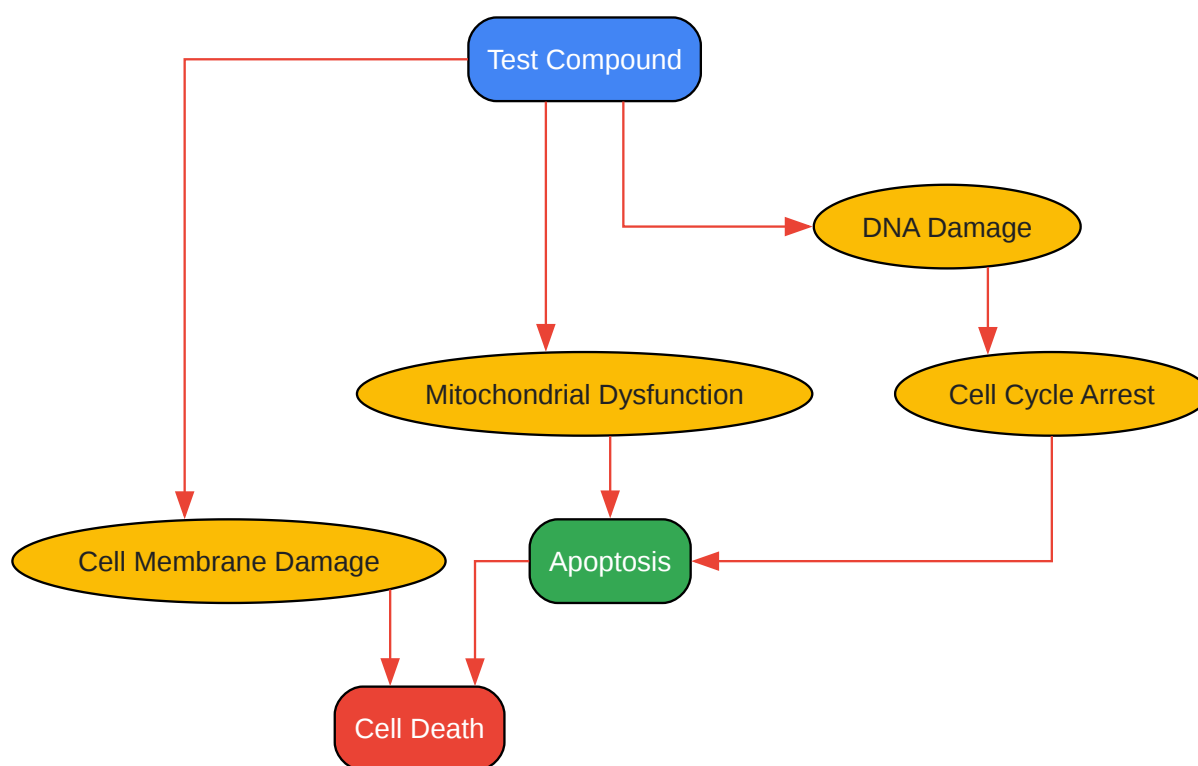 Test Compound
DNA Damage
Mitochondrial Dysfunction
Cell Cycle Arrest
Cell Membrane Damage
Apoptosis
Cell Death